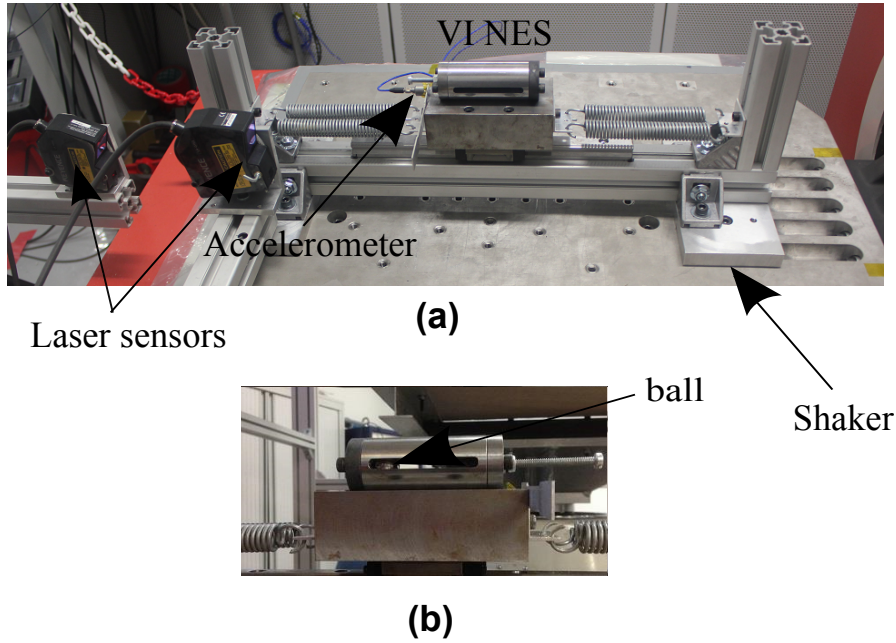 VI NES
Accelerometer
Laser sensors
(a)
ball
Shaker
(b)